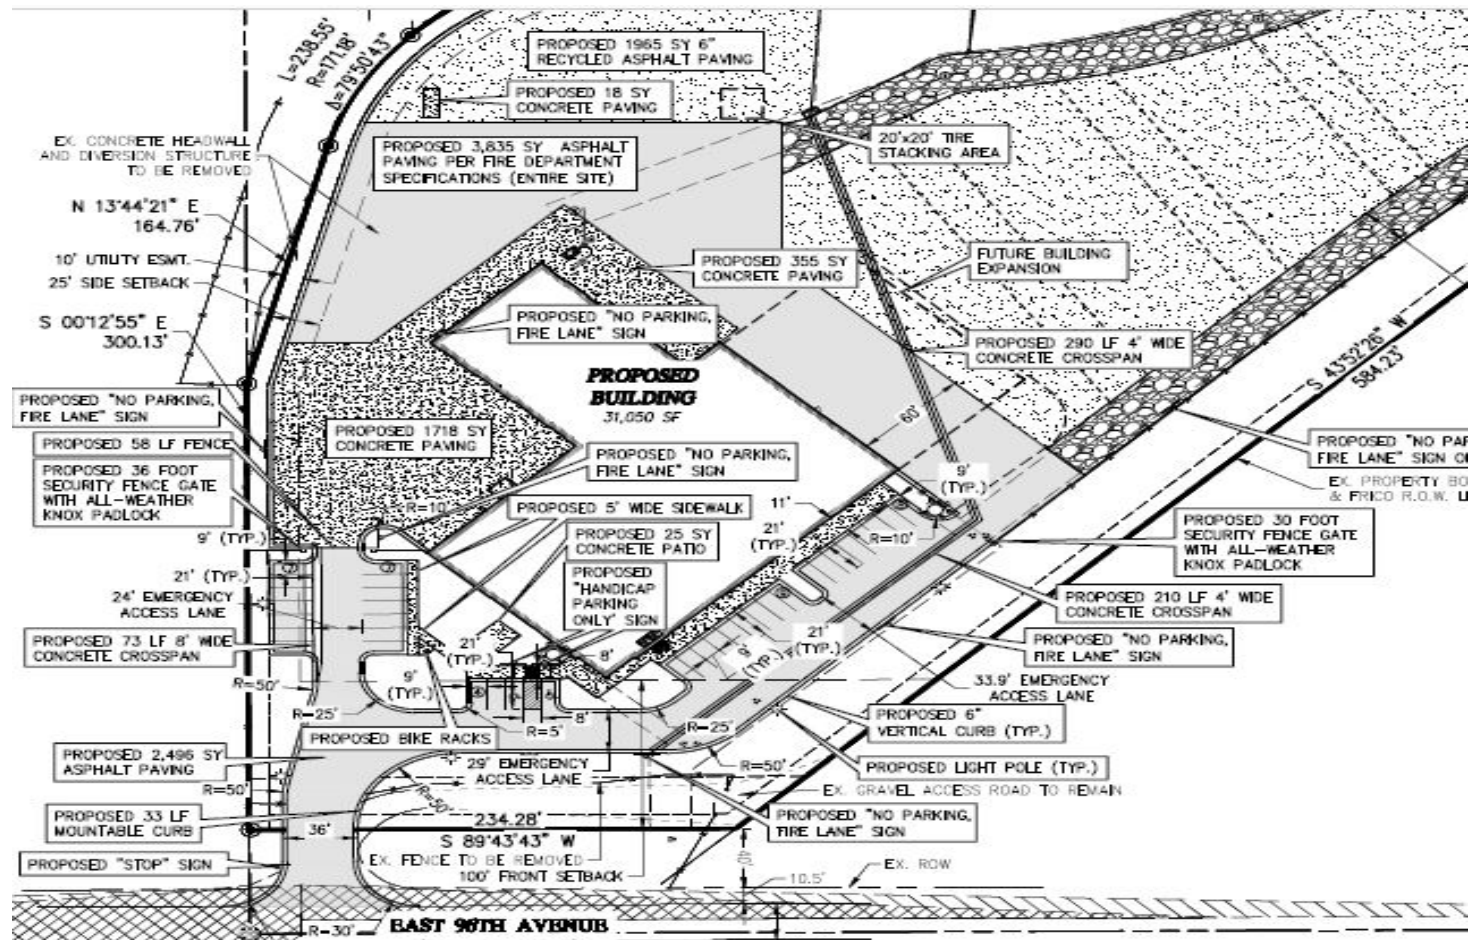 L=238.55'
R=171.18'
Δ=79°50'43"
PROPOSED 1965 SY 6"
RECYCLED ASPHALT PAVING
PROPOSED 18 SY
CONCRETE PAVING
20'x20' TIRE
STACKING AREA
EX. CONCRETE HEADWALL
AND DIVERSION STRUCTURE
TO BE REMOVED
PROPOSED 3,835 SY ASPHALT
PAVING PER FIRE DEPARTMENT
SPECIFICATIONS (ENTIRE SITE)
N 13°44'21" E
164.76'
10' UTILITY ESMT.
25' SIDE SETBACK
S 00°12'55" E
300.13'
PROPOSED 355 SY
CONCRETE PAVING
FUTURE BUILDING
EXPANSION
PROPOSED "NO PARKING,
FIRE LANE" SIGN
PROPOSED 290 LF 4' WIDE
CONCRETE CROSSPAN
S 43°52'26" W
584.23'
PROPOSED
BUILDING
31,050 SF
60'
PROPOSED "NO PARKING,
FIRE LANE" SIGN
PROPOSED 58 LF FENCE
PROPOSED 36 FOOT
SECURITY FENCE GATE
WITH ALL-WEATHER
KNOX PADLOCK
PROPOSED 1718 SY
CONCRETE PAVING
PROPOSED "NO PARKING,
FIRE LANE" SIGN
PROPOSED "NO PAR
FIRE LANE" SIGN O
EX. PROPERTY BO
& FRICO R.O.W. L
9'
(TYP.)
R=10'
PROPOSED 5' WIDE SIDEWALK
11'
21'
(TYP.)
R=10'
PROPOSED 30 FOOT
SECURITY FENCE GATE
WITH ALL-WEATHER
KNOX PADLOCK
9' (TYP.)
21' (TYP.)
PROPOSED 25 SY
CONCRETE PATIO
PROPOSED
"HANDICAP
PARKING
ONLY' SIGN
24' EMERGENCY
ACCESS LANE
PROPOSED 73 LF 8' WIDE
CONCRETE CROSSPAN
PROPOSED 210 LF 4' WIDE
CONCRETE CROSSPAN
PROPOSED "NO PARKING,
FIRE LANE" SIGN
21'
(TYP.)
8'
9' (TYP.)
21'
(TYP.)
33.9' EMERGENCY
ACCESS LANE
R=50'
9'
(TYP.)
R=25'
R=5'
8'
R=25'
PROPOSED 6"
VERTICAL CURB (TYP.)
PROPOSED BIKE RACKS
PROPOSED 2,496 SY
ASPHALT PAVING
29' EMERGENCY
ACCESS LANE
R=50'
PROPOSED LIGHT POLE (TYP.)
R=50'
R=50'
EX. GRAVEL ACCESS ROAD TO REMAIN
PROPOSED 33 LF
MOUNTABLE CURB
36'
234.28'
S 89°43'43" W
PROPOSED "NO PARKING,
FIRE LANE" SIGN
PROPOSED "STOP" SIGN
EX. FENCE TO BE REMOVED
100' FRONT SETBACK
40'
EX. ROW
10.5'
R=30'
EAST 96TH AVENUE